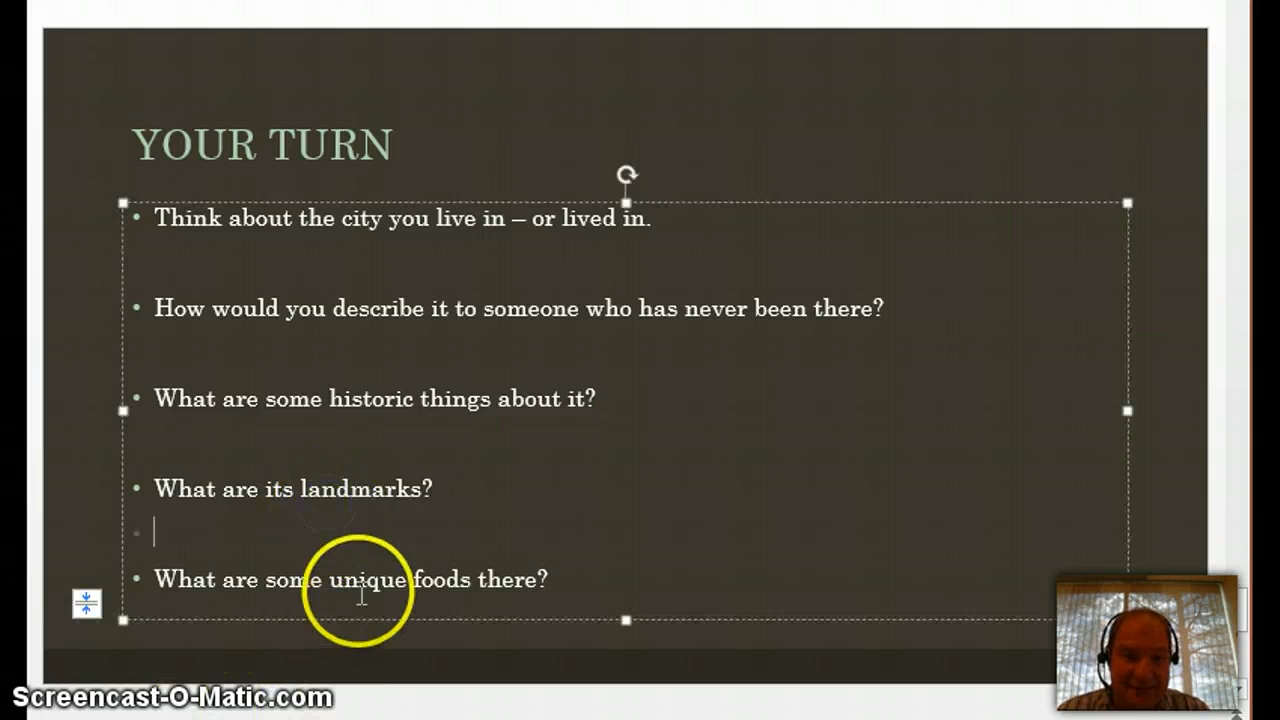 YOUR TURN
• Think about the city you live in – or lived in.
• How would you describe it to someone who has never been there?
• What are some historic things about it?
• What are its landmarks?
• What are some unique foods there?
Screencast-O-Matic.com